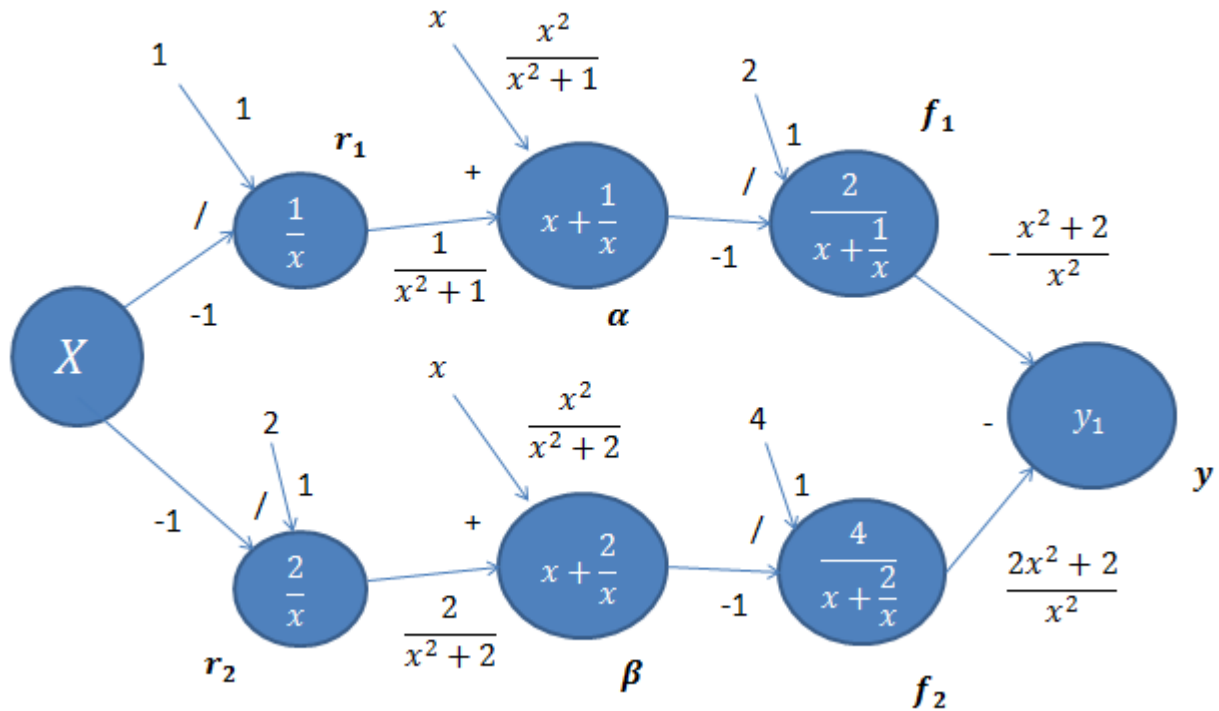 x
x²/(x² + 1)
1
1
2
1
f₁
r₁
+
/
/
1/x
x + 1/x
2/(x + 1/x)
-1
1/(x² + 1)
-1
−(x² + 2)/x²
α
X
x
x²/(x² + 2)
2
1
4
1
-
y₁
y
-1
/
+
/
2/x
x + 2/x
4/(x + 2/x)
2/(x² + 2)
-1
(2x² + 2)/x²
r₂
β
f₂